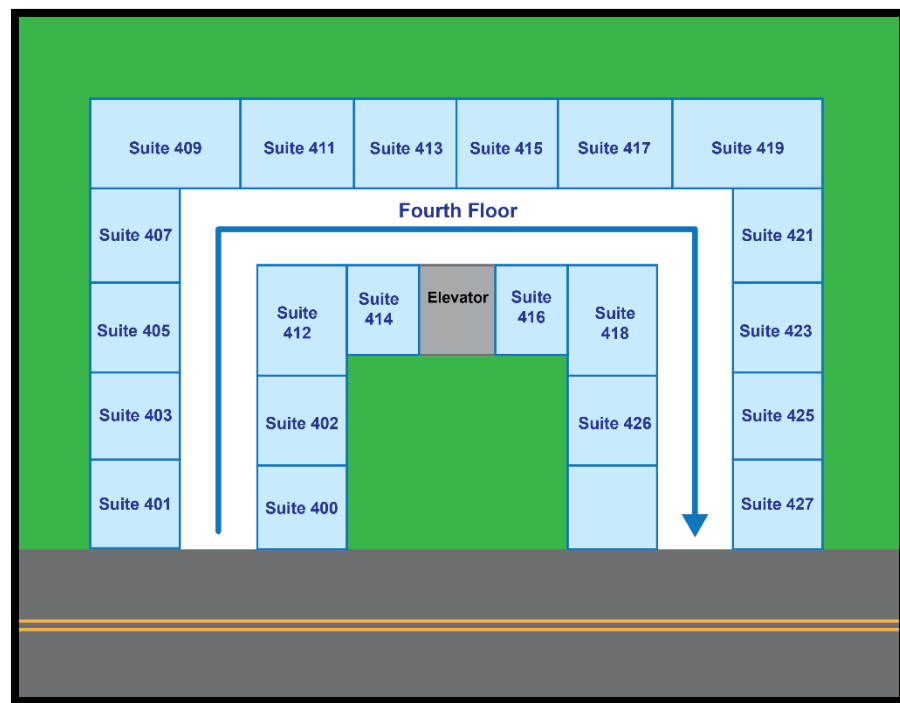 Suite 409
Suite 411
Suite 413
Suite 415
Suite 417
Suite 419
Fourth Floor
Suite 407
Suite 421
Suite
412
Suite
414
Elevator
Suite
416
Suite
418
Suite 405
Suite 423
Suite 403
Suite 402
Suite 426
Suite 425
Suite 401
Suite 400
Suite 427